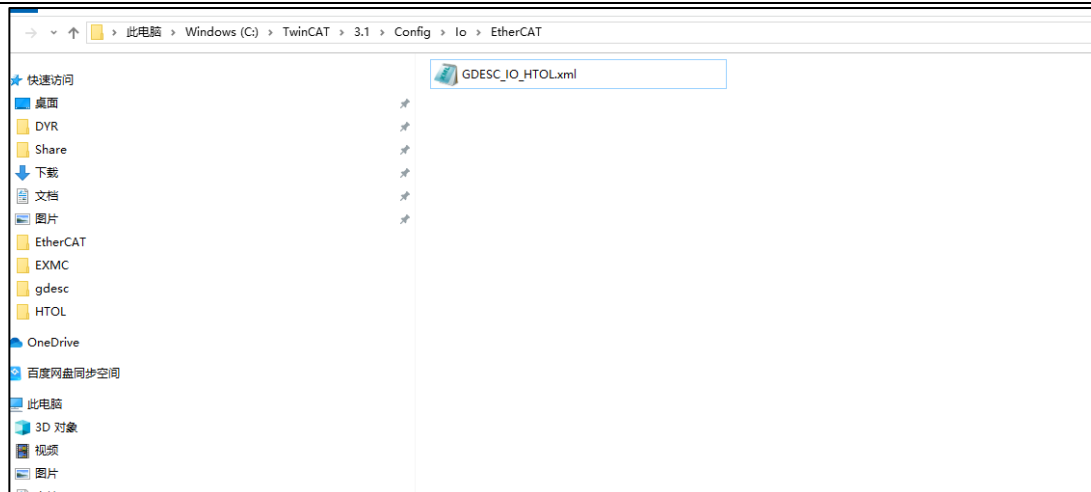 此电脑 > Windows (C:) > TwinCAT > 3.1 > Config > Io > EtherCAT
GDESC_IO_HTOL.xml
快速访问
桌面
DYR
Share
下载
文档
图片
EtherCAT
EXMC
gdesc
HTOL
OneDrive
百度网盘同步空间
此电脑
3D 对象
视频
图片